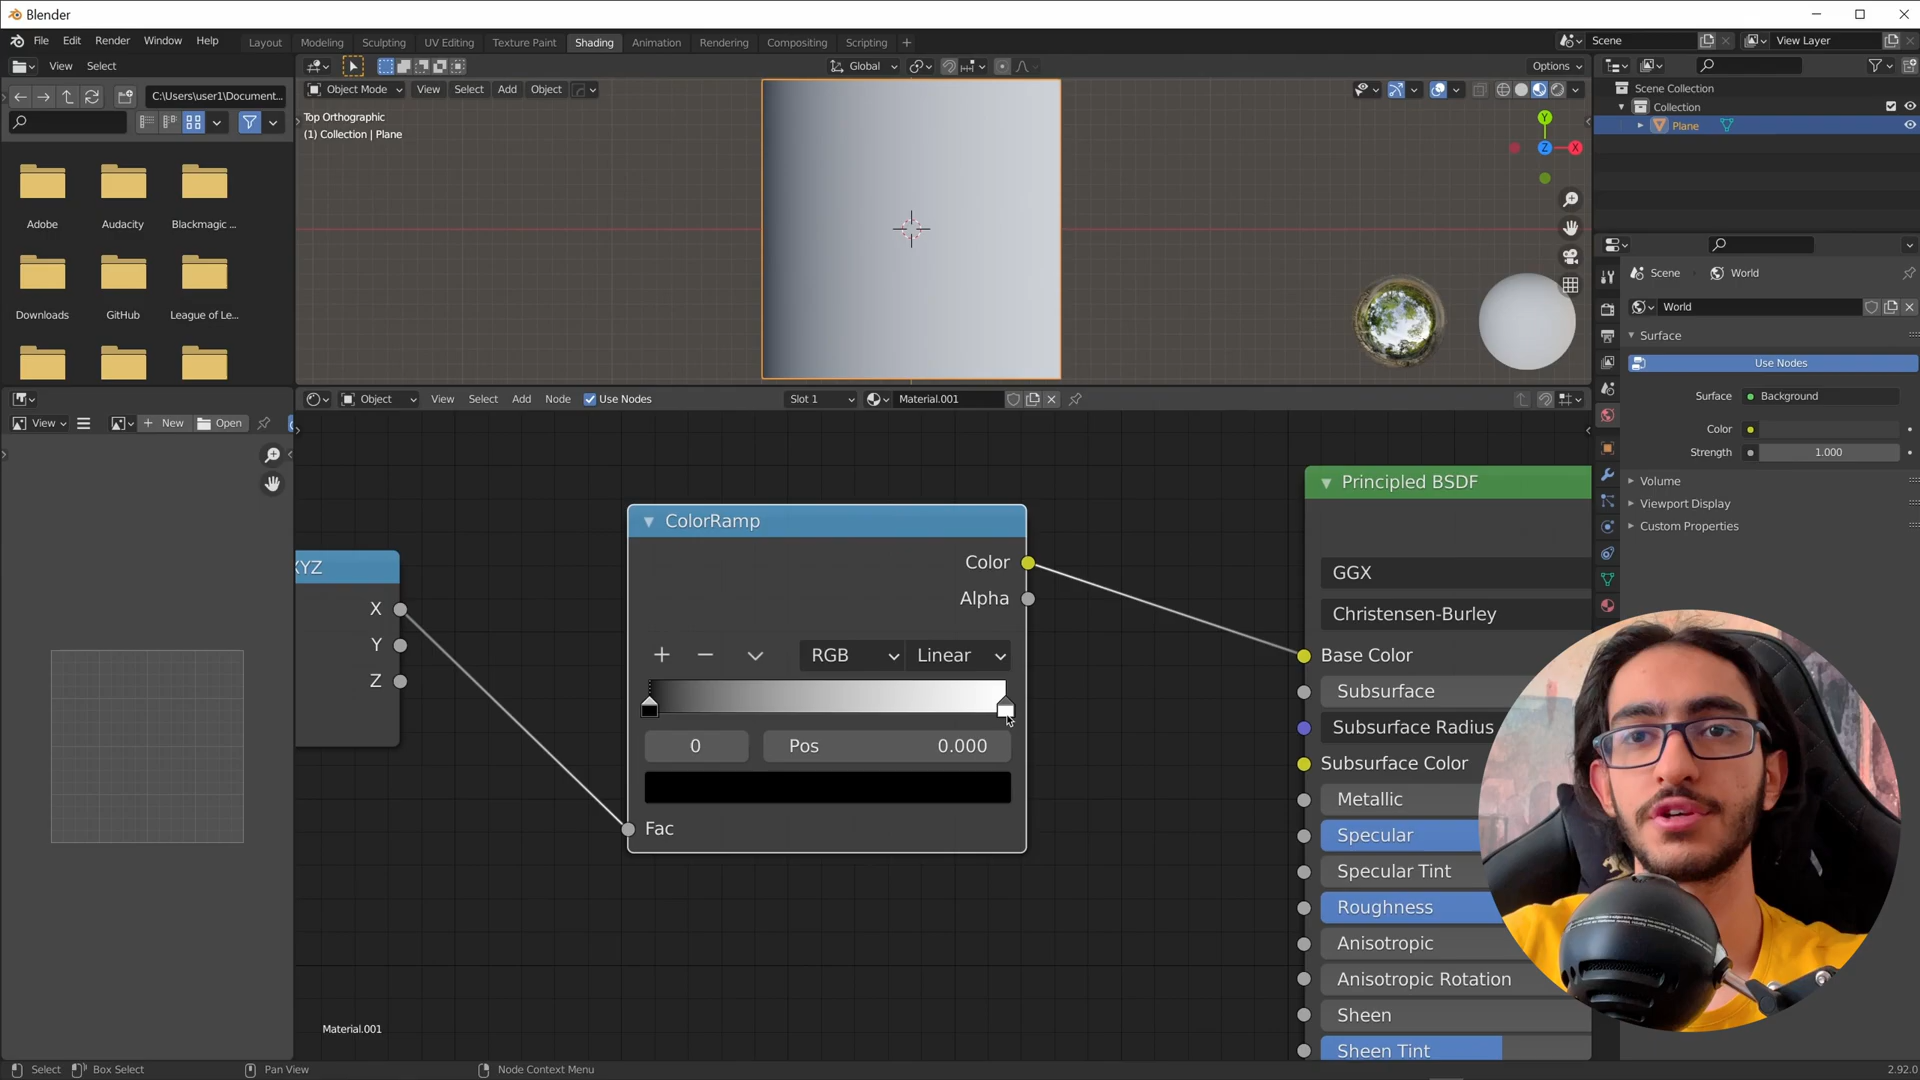 Blender
File Edit Render Window Help
Layout Modeling Sculpting UV Editing Texture Paint Shading Animation Rendering Compositing Scripting +
Scene
View Layer
View Select
Global
Options
C:\Users\user1\Document...
Object Mode View Select Add Object
Top Orthographic
(1) Collection | Plane
Y
Z
X
Scene Collection
Collection
Plane
Adobe
Audacity
Blackmagic ...
Downloads
GitHub
League of Le...
Scene
World
World
Surface
Use Nodes
Surface
Background
Color
Strength
1.000
Volume
Viewport Display
Custom Properties
Object View Select Add Node Use Nodes Slot 1 Material.001
View New Open
XYZ
X
Y
Z
ColorRamp
Color
Alpha
+ −
RGB
Linear
0
Pos 0.000
Fac
Principled BSDF
GGX
Christensen-Burley
Base Color
Subsurface
Subsurface Radius
Subsurface Color
Metallic
Specular
Specular Tint
Roughness
Anisotropic
Anisotropic Rotation
Sheen
Sheen Tint
Material.001
Select
Box Select
Pan View
Node Context Menu
2.92.0